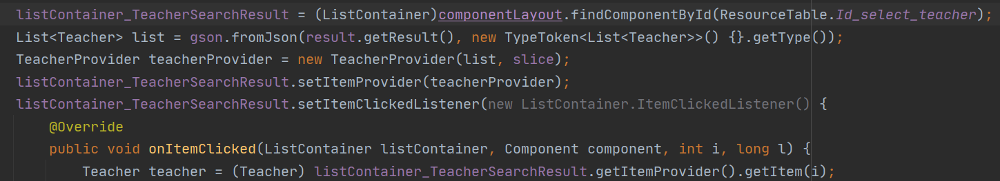 listContainer_TeacherSearchResult = (ListContainer)componentLayout.findComponentById(ResourceTable.Id_select_teacher);
List<Teacher> list = gson.fromJson(result.getResult(), new TypeToken<List<Teacher>>() {}.getType());
TeacherProvider teacherProvider = new TeacherProvider(list, slice);
listContainer_TeacherSearchResult.setItemProvider(teacherProvider);
listContainer_TeacherSearchResult.setItemClickedListener(new ListContainer.ItemClickedListener() {
    @Override
    public void onItemClicked(ListContainer listContainer, Component component, int i, long l) {
        Teacher teacher = (Teacher) listContainer_TeacherSearchResult.getItemProvider().getItem(i);